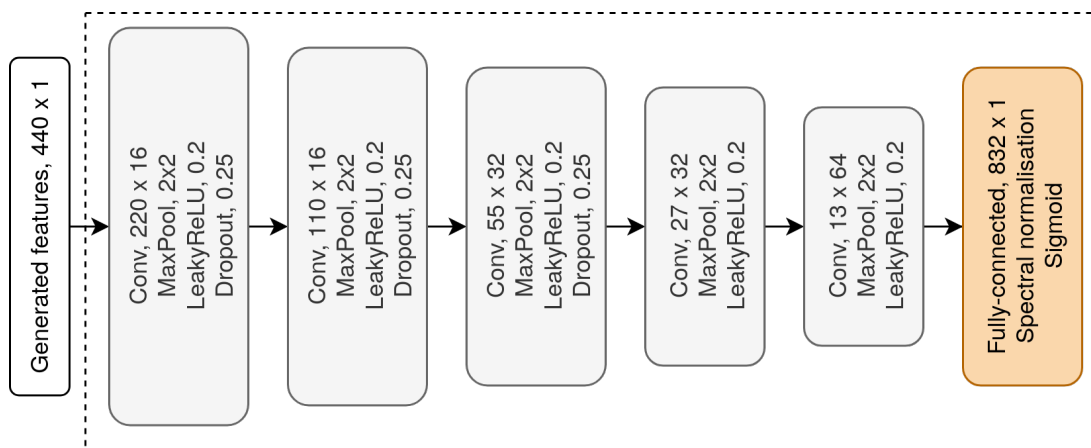 Generated features, 440 x 1
Conv, 220 x 16
MaxPool, 2x2
LeakyReLU, 0.2
Dropout, 0.25
Conv, 110 x 16
MaxPool, 2x2
LeakyReLU, 0.2
Dropout, 0.25
Conv, 55 x 32
MaxPool, 2x2
LeakyReLU, 0.2
Dropout, 0.25
Conv, 27 x 32
MaxPool, 2x2
LeakyReLU, 0.2
Conv, 13 x 64
MaxPool, 2x2
LeakyReLU, 0.2
Fully-connected, 832 x 1
Spectral normalisation
Sigmoid